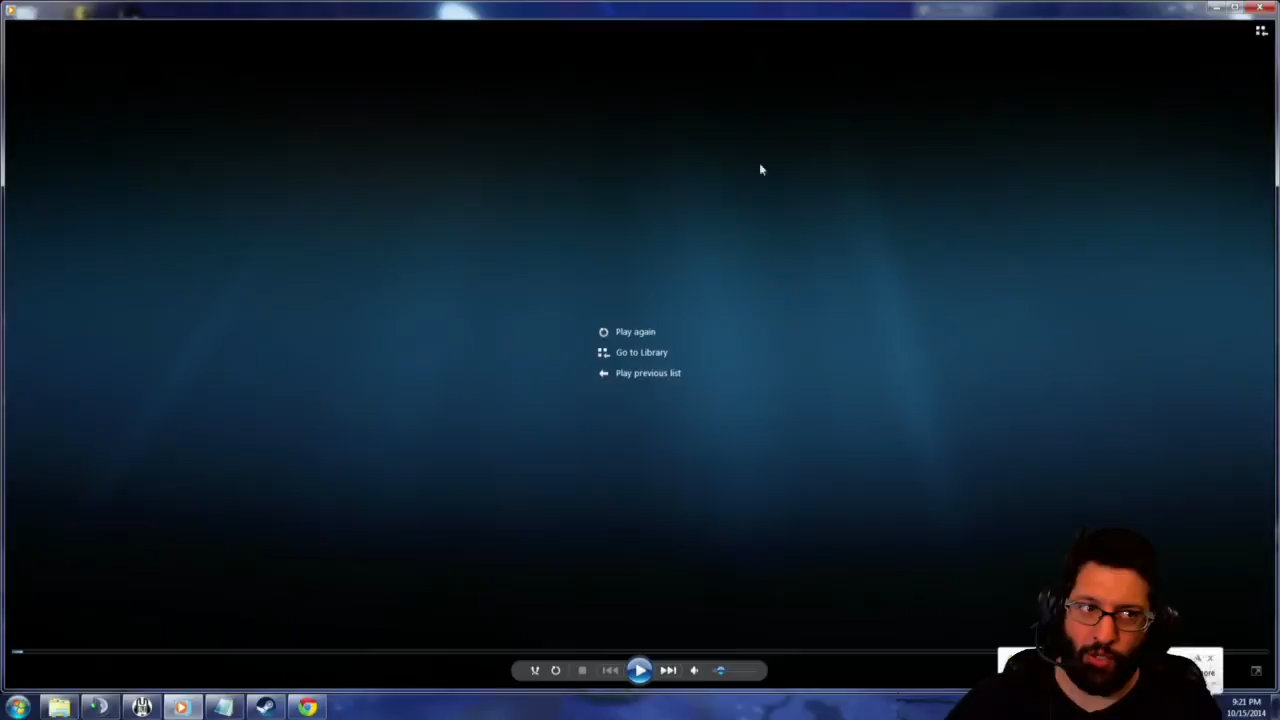 Play again
Go to Library
Play previous list
9:21 PM
10/15/2014